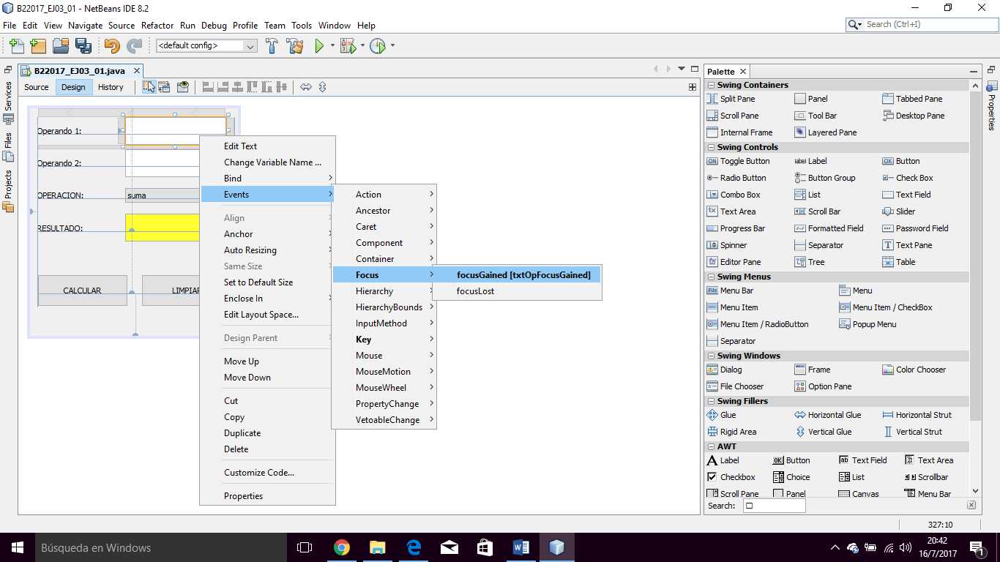 B22017_EJ03_01 - NetBeans IDE 8.2
File Edit View Navigate Source Refactor Run Debug Profile Team Tools Window Help
Search (Ctrl+I)
<default config>
B22017_EJ03_01.java
Source Design History
Services
Files
Projects
Operando 1:
Operando 2:
OPERACION:
suma
RESULTADO:
CALCULAR
LIMPIAR
Edit Text
Change Variable Name ...
Bind
Events
Align
Anchor
Auto Resizing
Same Size
Set to Default Size
Enclose In
Edit Layout Space...
Design Parent
Move Up
Move Down
Cut
Copy
Duplicate
Delete
Customize Code...
Properties
Action
Ancestor
Caret
Component
Container
Focus
Hierarchy
HierarchyBounds
InputMethod
Key
Mouse
MouseMotion
MouseWheel
PropertyChange
VetoableChange
focusGained [txtOpFocusGained]
focusLost
Palette
Swing Containers
Split Pane Panel Tabbed Pane
Scroll Pane Tool Bar Desktop Pane
Internal Frame Layered Pane
Swing Controls
ON Toggle Button label Label OK Button
Radio Button Button Group Check Box
Combo Box List Text Field
tx Text Area Scroll Bar Slider
Progress Bar Formatted Field Password Field
Spinner Separator T Text Pane
Editor Pane Tree Table
Swing Menus
File Menu Bar Menu
Menu Item Menu Item / CheckBox
Menu Item / RadioButton Popup Menu
Separator
Swing Windows
Dialog Frame Color Chooser
File Chooser Option Pane
Swing Fillers
Glue Horizontal Glue Horizontal Strut
Rigid Area Vertical Glue Vertical Strut
AWT
A Label OK Button ab Text Field Text Area
Checkbox Choice List Scrollbar
Scroll Pane Panel Canvas Menu Bar
Search:
Properties
327:10
Búsqueda en Windows
20:42
16/7/2017
1